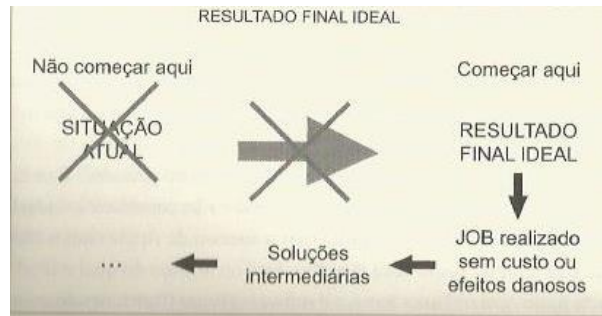 RESULTADO FINAL IDEAL
Não começar aqui
Começar aqui
SITUAÇÃO
ATUAL
RESULTADO
FINAL IDEAL
JOB realizado
sem custo ou
efeitos danosos
Soluções
intermediárias
...